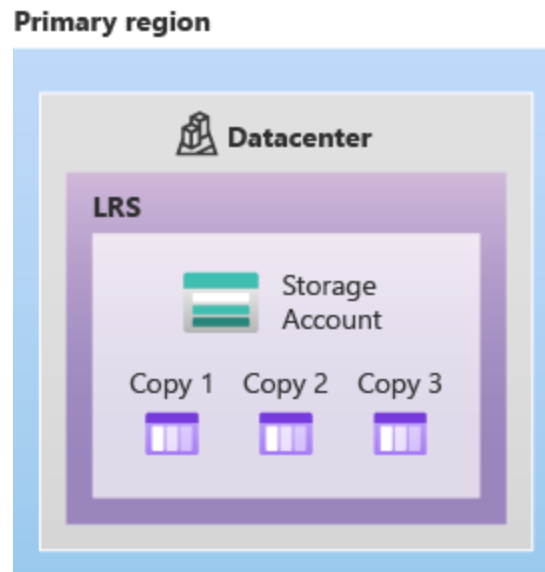 Primary region
Datacenter
LRS
Storage
Account
Copy 1 Copy 2 Copy 3